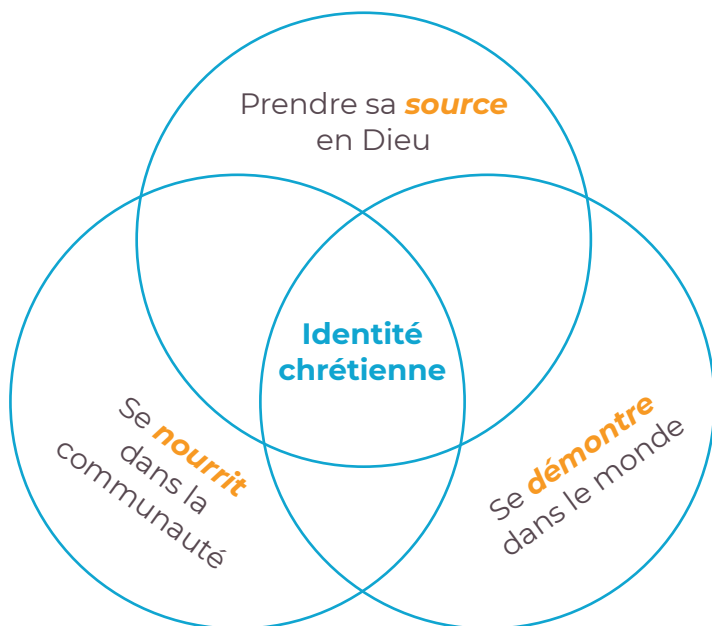 Prendre sa source
en Dieu
Identité
chrétienne
Se nourrit
dans la
communauté
Se démontre
dans le monde